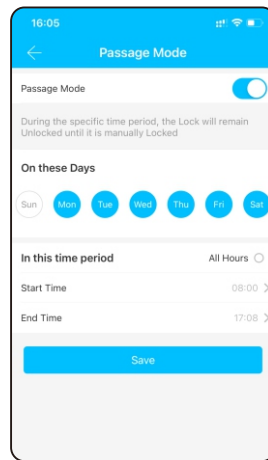 16:05
Passage Mode
Passage Mode
During the specific time period, the Lock will remain
Unlocked until it is manually Locked
On these Days
Sun Mon Tue Wed Thu Fri Sat
In this time period All Hours
Start Time 08:00
End Time 17:08
Save